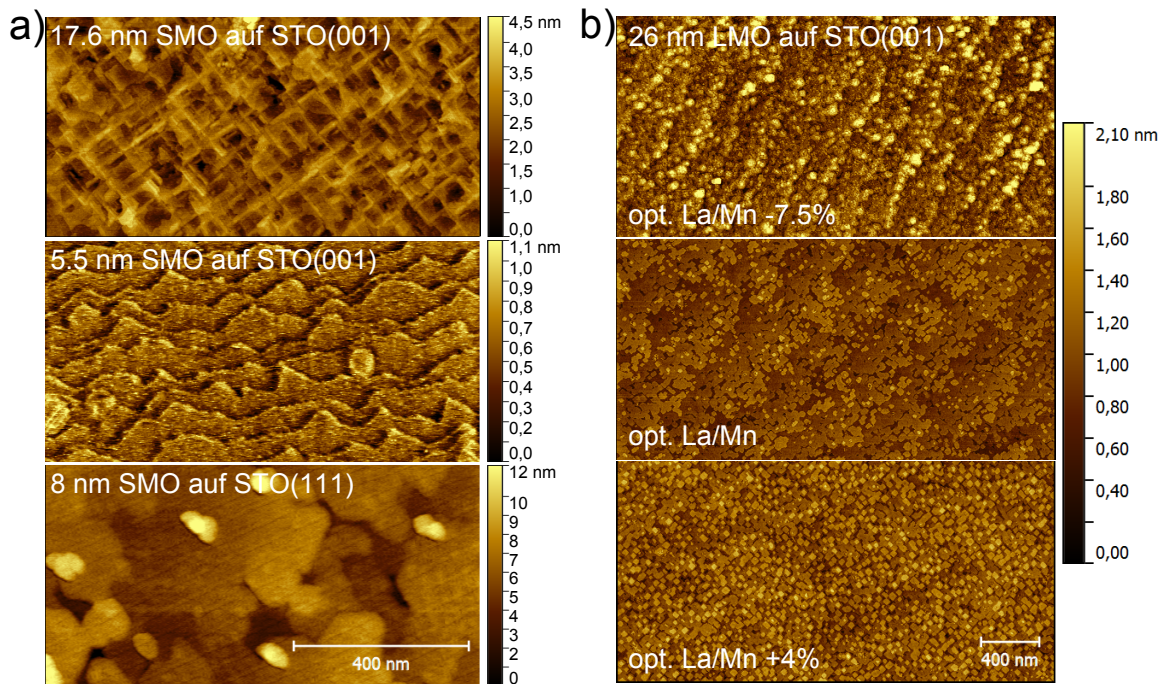 a)
17.6 nm SMO auf STO(001)
4,5 nm
4,0
3,5
3,0
2,5
2,0
1,5
1,0
0,0
5.5 nm SMO auf STO(001)
1,1 nm
1,0
0,9
0,8
0,7
0,6
0,5
0,4
0,3
0,2
0,0
8 nm SMO auf STO(111)
12 nm
10
9
8
7
6
5
4
3
2
0
400 nm
b)
26 nm LMO auf STO(001)
opt. La/Mn -7.5%
opt. La/Mn
opt. La/Mn +4%
400 nm
2,10 nm
1,80
1,60
1,40
1,20
1,00
0,80
0,60
0,40
0,00